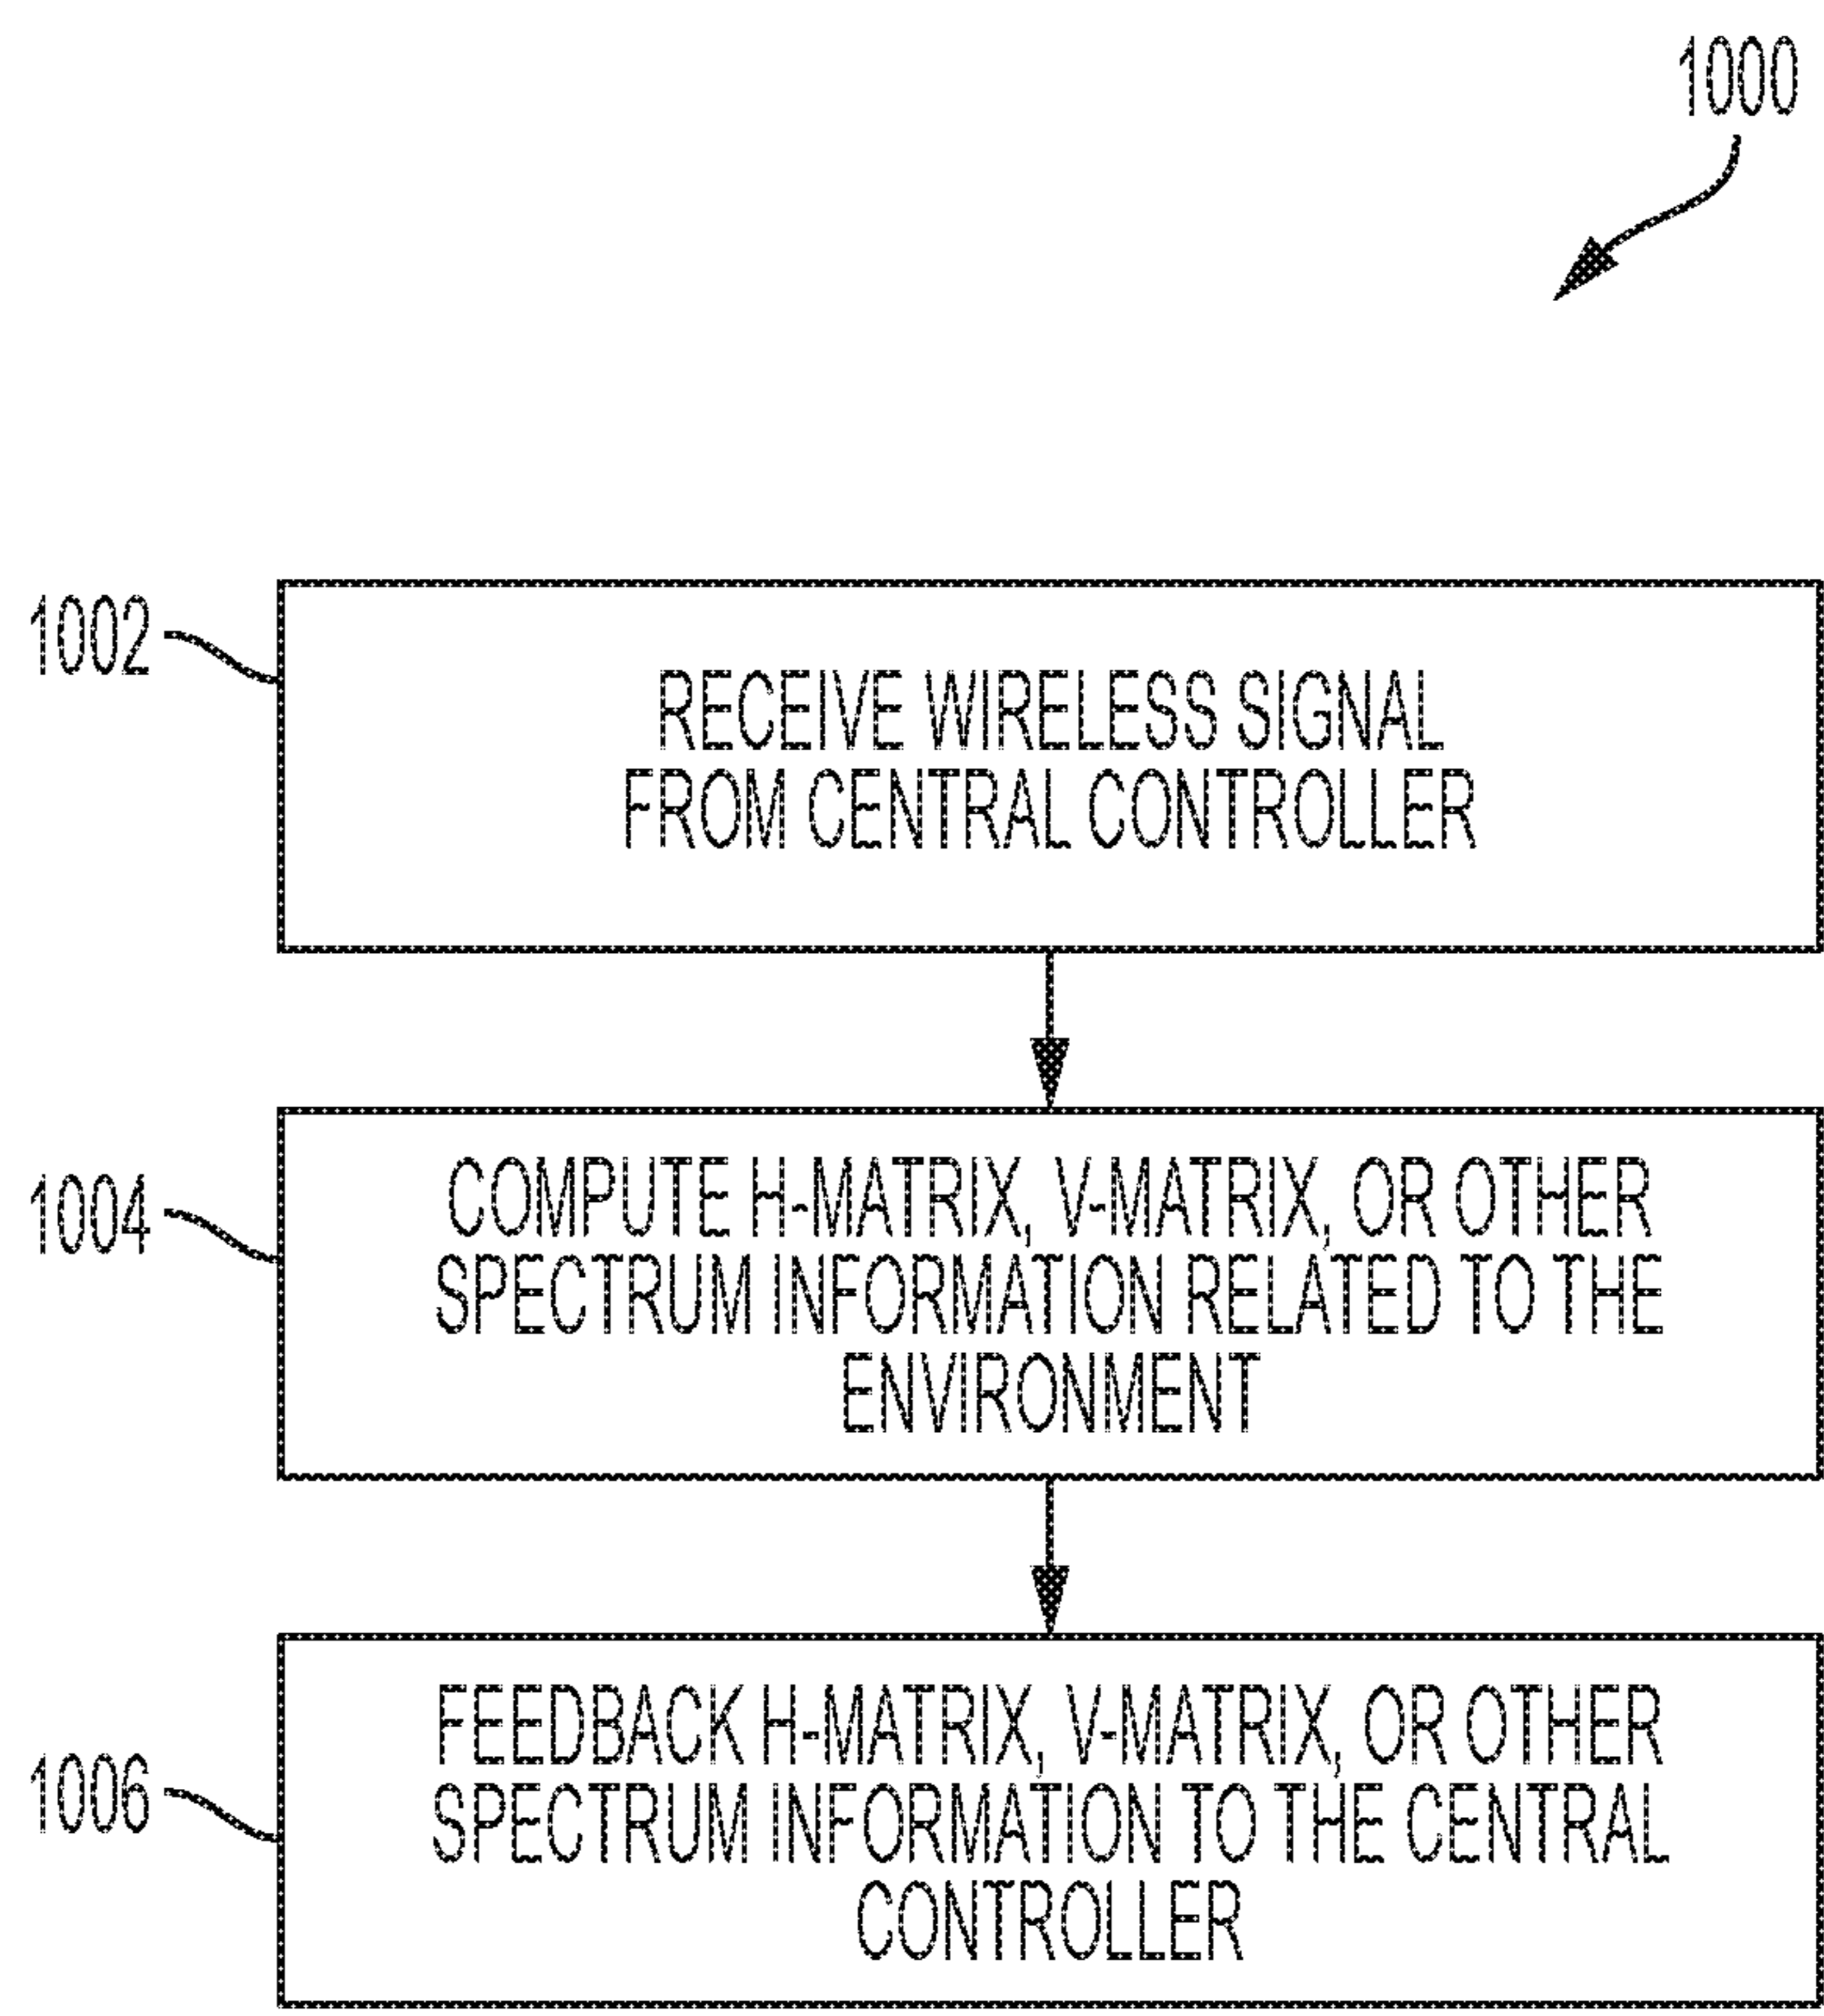 1000
1002
RECEIVE WIRELESS SIGNAL
FROM CENTRAL CONTROLLER
1004
COMPUTE H-MATRIX, V-MATRIX, OR OTHER
SPECTRUM INFORMATION RELATED TO THE
ENVIRONMENT
1006
FEEDBACK H-MATRIX, V-MATRIX, OR OTHER
SPECTRUM INFORMATION TO THE CENTRAL
CONTROLLER